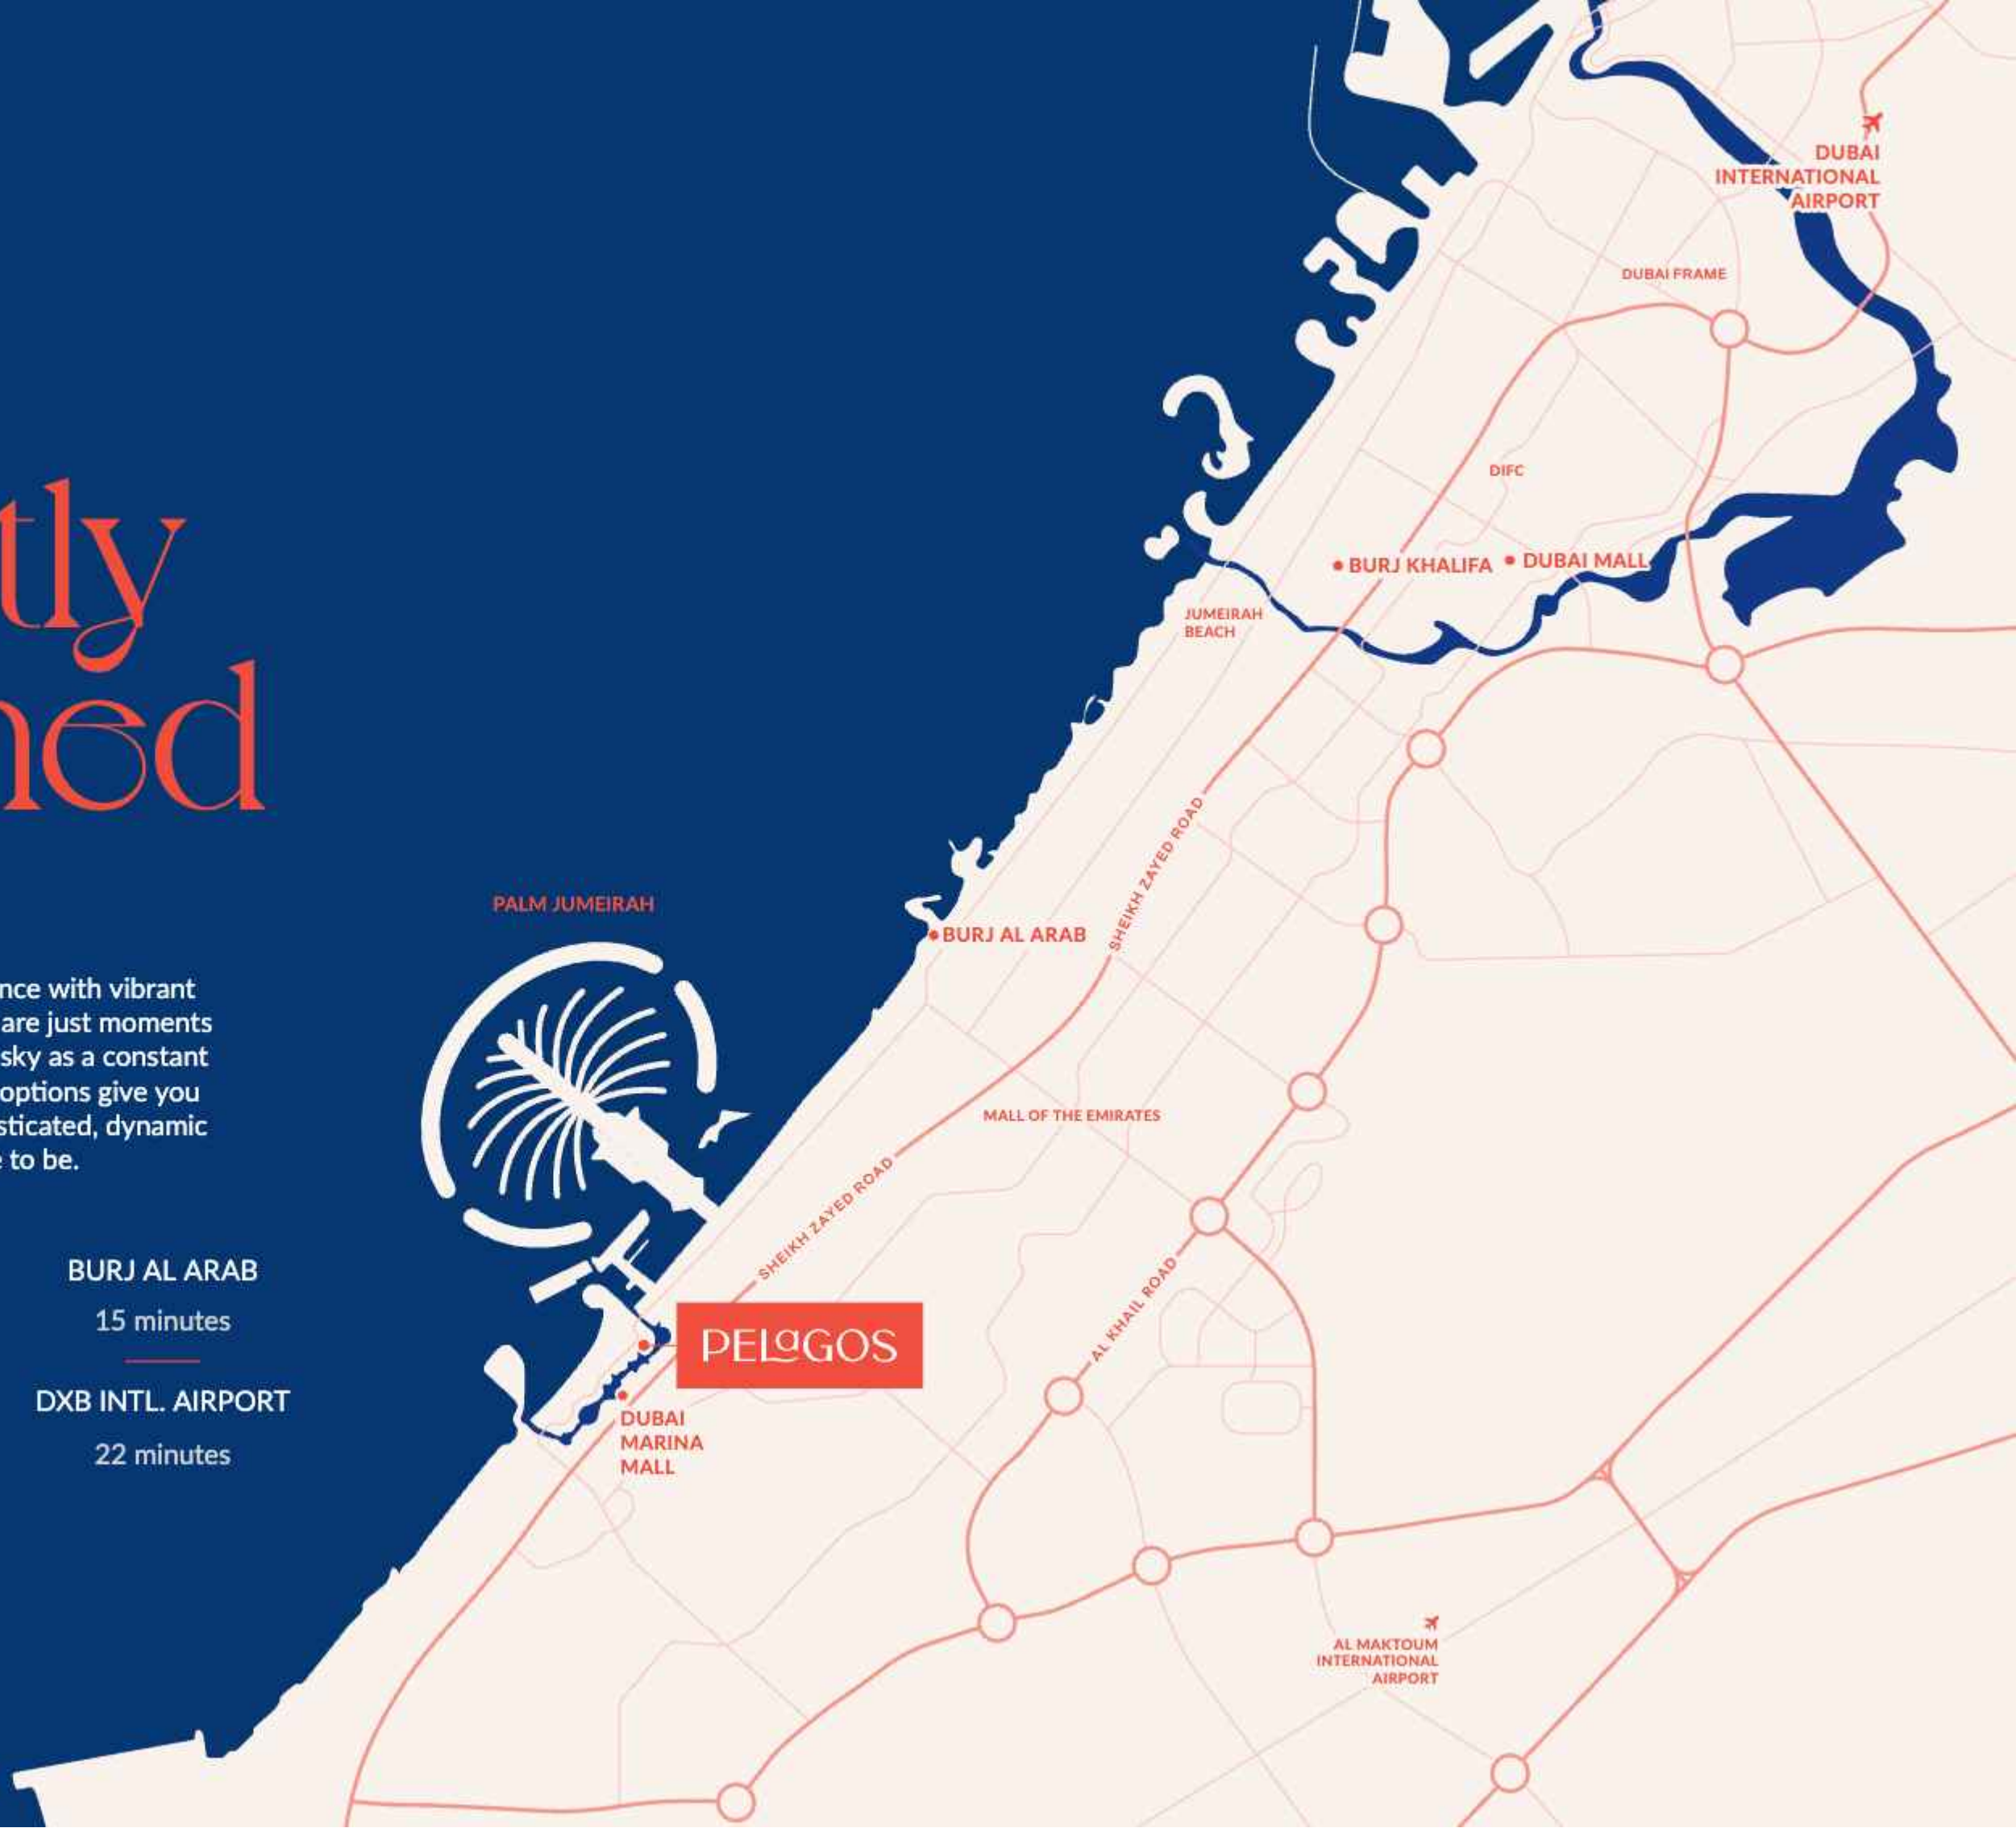 tly
ned
nce with vibrant
are just moments
sky as a constant
options give you
sticated, dynamic
to be.
BURJ AL ARAB
15 minutes
DXB INTL. AIRPORT
22 minutes
DUBAI
INTERNATIONAL
AIRPORT
DUBAI FRAME
DIFC
BURJ KHALIFA
DUBAI MALL
JUMEIRAH
BEACH
SHEIKH ZAYED ROAD
PALM JUMEIRAH
BURJ AL ARAB
MALL OF THE EMIRATES
SHEIKH ZAYED ROAD
AL KHAIL ROAD
PELaGOS
DUBAI
MARINA
MALL
AL MAKTOUM
INTERNATIONAL
AIRPORT